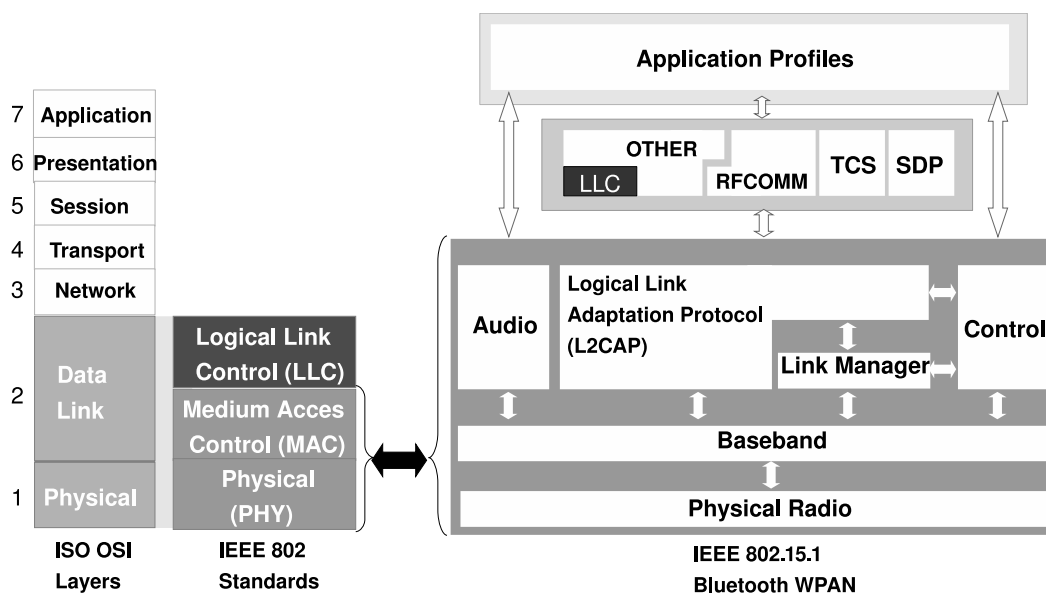 7 Application
6 Presentation
5 Session
4 Transport
3 Network
2 Data
Link
1 Physical
ISO OSI
Layers
Logical Link
Control (LLC)
Medium Acces
Control (MAC)
Physical
(PHY)
IEEE 802
Standards
Application Profiles
OTHER
LLC
RFCOMM
TCS
SDP
Audio
Logical Link
Adaptation Protocol
(L2CAP)
Link Manager
Control
Baseband
Physical Radio
IEEE 802.15.1
Bluetooth WPAN